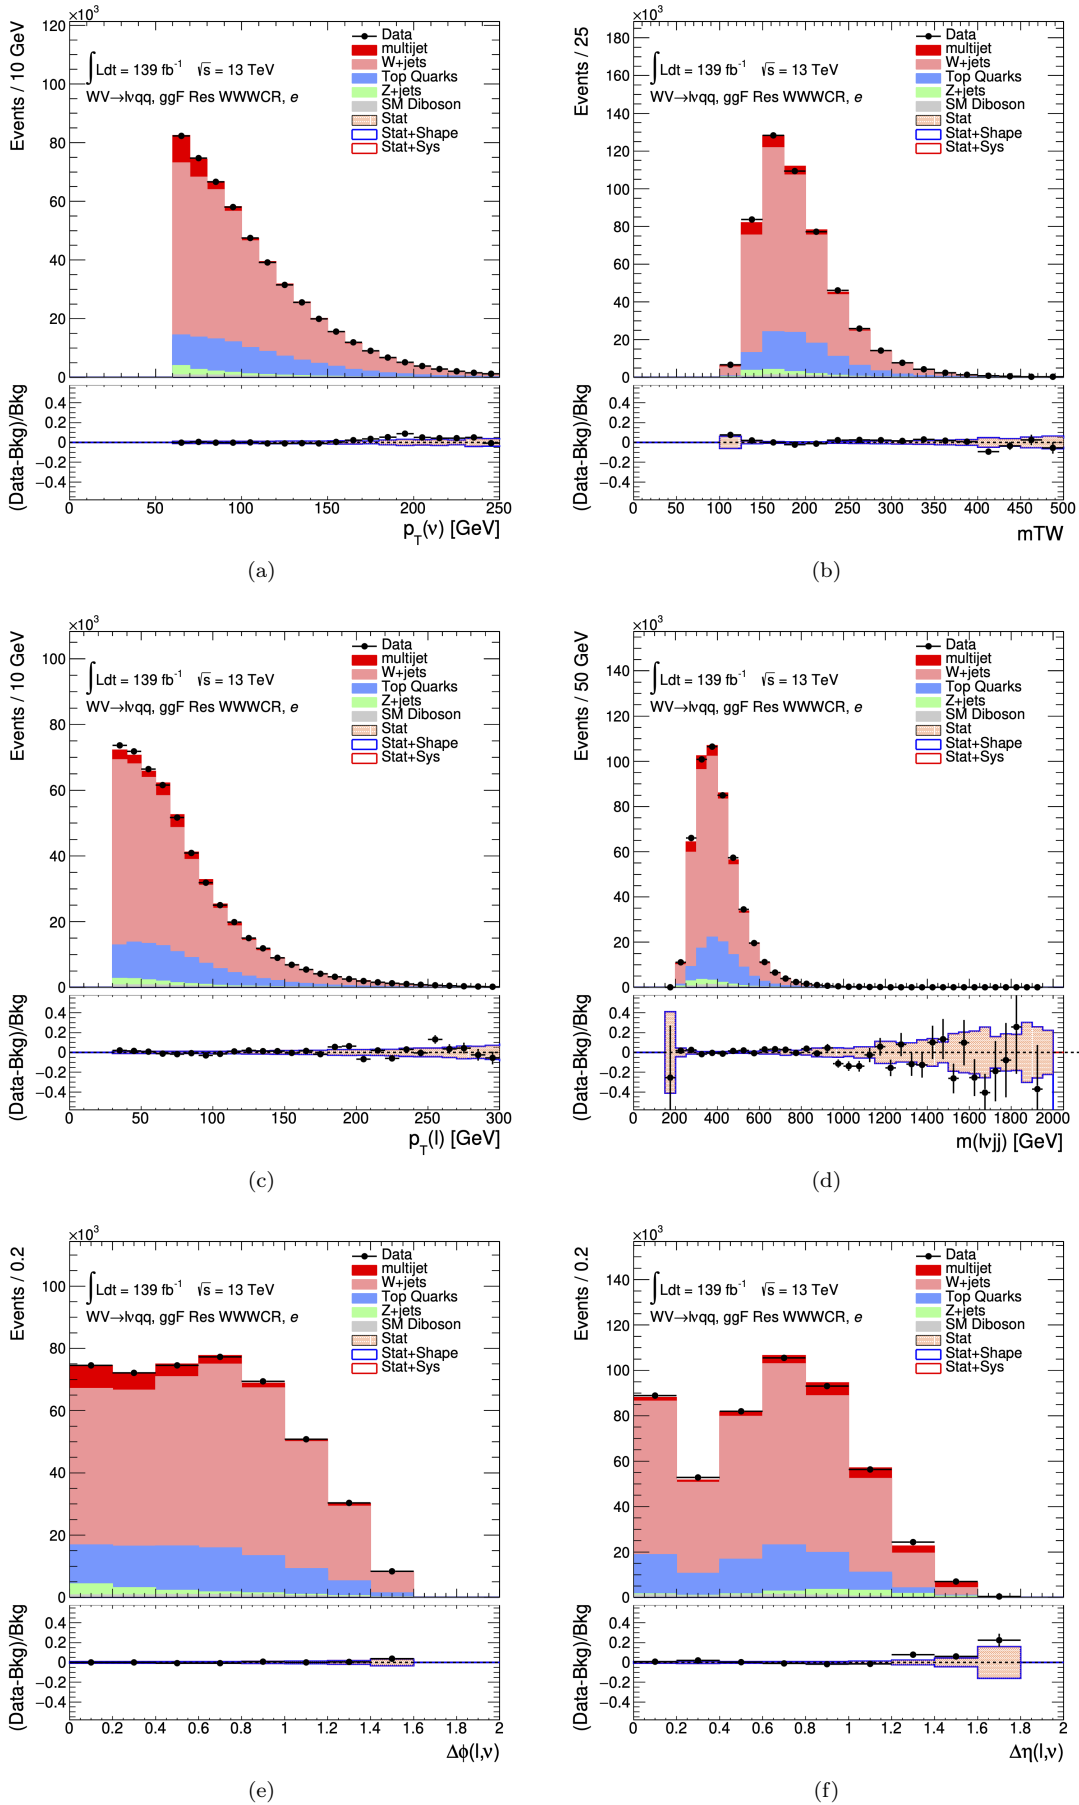 ×10³
Events / 10 GeV
120
100
80
60
40
20
0
∫Ldt = 139 fb⁻¹ √s = 13 TeV
WV→lνqq, ggF Res WWWCR, e
Data
multijet
W+jets
Top Quarks
Z+jets
SM Diboson
Stat
Stat+Shape
Stat+Sys
(Data-Bkg)/Bkg
0.4
0.2
0
−0.2
−0.4
0 50 100 150 200 250
p_T(ν) [GeV]
(a)
×10³
Events / 25
180
160
140
120
100
80
60
40
20
0
∫Ldt = 139 fb⁻¹ √s = 13 TeV
WV→lνqq, ggF Res WWWCR, e
Data
multijet
W+jets
Top Quarks
Z+jets
SM Diboson
Stat
Stat+Shape
Stat+Sys
(Data-Bkg)/Bkg
0.4
0.2
0
−0.2
−0.4
0 50 100 150 200 250 300 350 400 450 500
mTW
(b)
×10³
Events / 10 GeV
100
80
60
40
20
0
∫Ldt = 139 fb⁻¹ √s = 13 TeV
WV→lνqq, ggF Res WWWCR, e
Data
multijet
W+jets
Top Quarks
Z+jets
SM Diboson
Stat
Stat+Shape
Stat+Sys
(Data-Bkg)/Bkg
0.4
0.2
0
−0.2
−0.4
0 50 100 150 200 250 300
p_T(l) [GeV]
(c)
×10³
Events / 50 GeV
140
120
100
80
60
40
20
0
∫Ldt = 139 fb⁻¹ √s = 13 TeV
WV→lνqq, ggF Res WWWCR, e
Data
multijet
W+jets
Top Quarks
Z+jets
SM Diboson
Stat
Stat+Shape
Stat+Sys
(Data-Bkg)/Bkg
0.4
0.2
0
−0.2
−0.4
0 200 400 600 800 1000 1200 1400 1600 1800 2000
m(lνjj) [GeV]
(d)
×10³
Events / 0.2
100
80
60
40
20
0
∫Ldt = 139 fb⁻¹ √s = 13 TeV
WV→lνqq, ggF Res WWWCR, e
Data
multijet
W+jets
Top Quarks
Z+jets
SM Diboson
Stat
Stat+Shape
Stat+Sys
(Data-Bkg)/Bkg
0.4
0.2
0
−0.2
−0.4
0 0.2 0.4 0.6 0.8 1 1.2 1.4 1.6 1.8 2
Δϕ(l,ν)
(e)
×10³
Events / 0.2
140
120
100
80
60
40
20
0
∫Ldt = 139 fb⁻¹ √s = 13 TeV
WV→lνqq, ggF Res WWWCR, e
Data
multijet
W+jets
Top Quarks
Z+jets
SM Diboson
Stat
Stat+Shape
Stat+Sys
(Data-Bkg)/Bkg
0.4
0.2
0
−0.2
−0.4
0 0.2 0.4 0.6 0.8 1 1.2 1.4 1.6 1.8 2
Δη(l,ν)
(f)